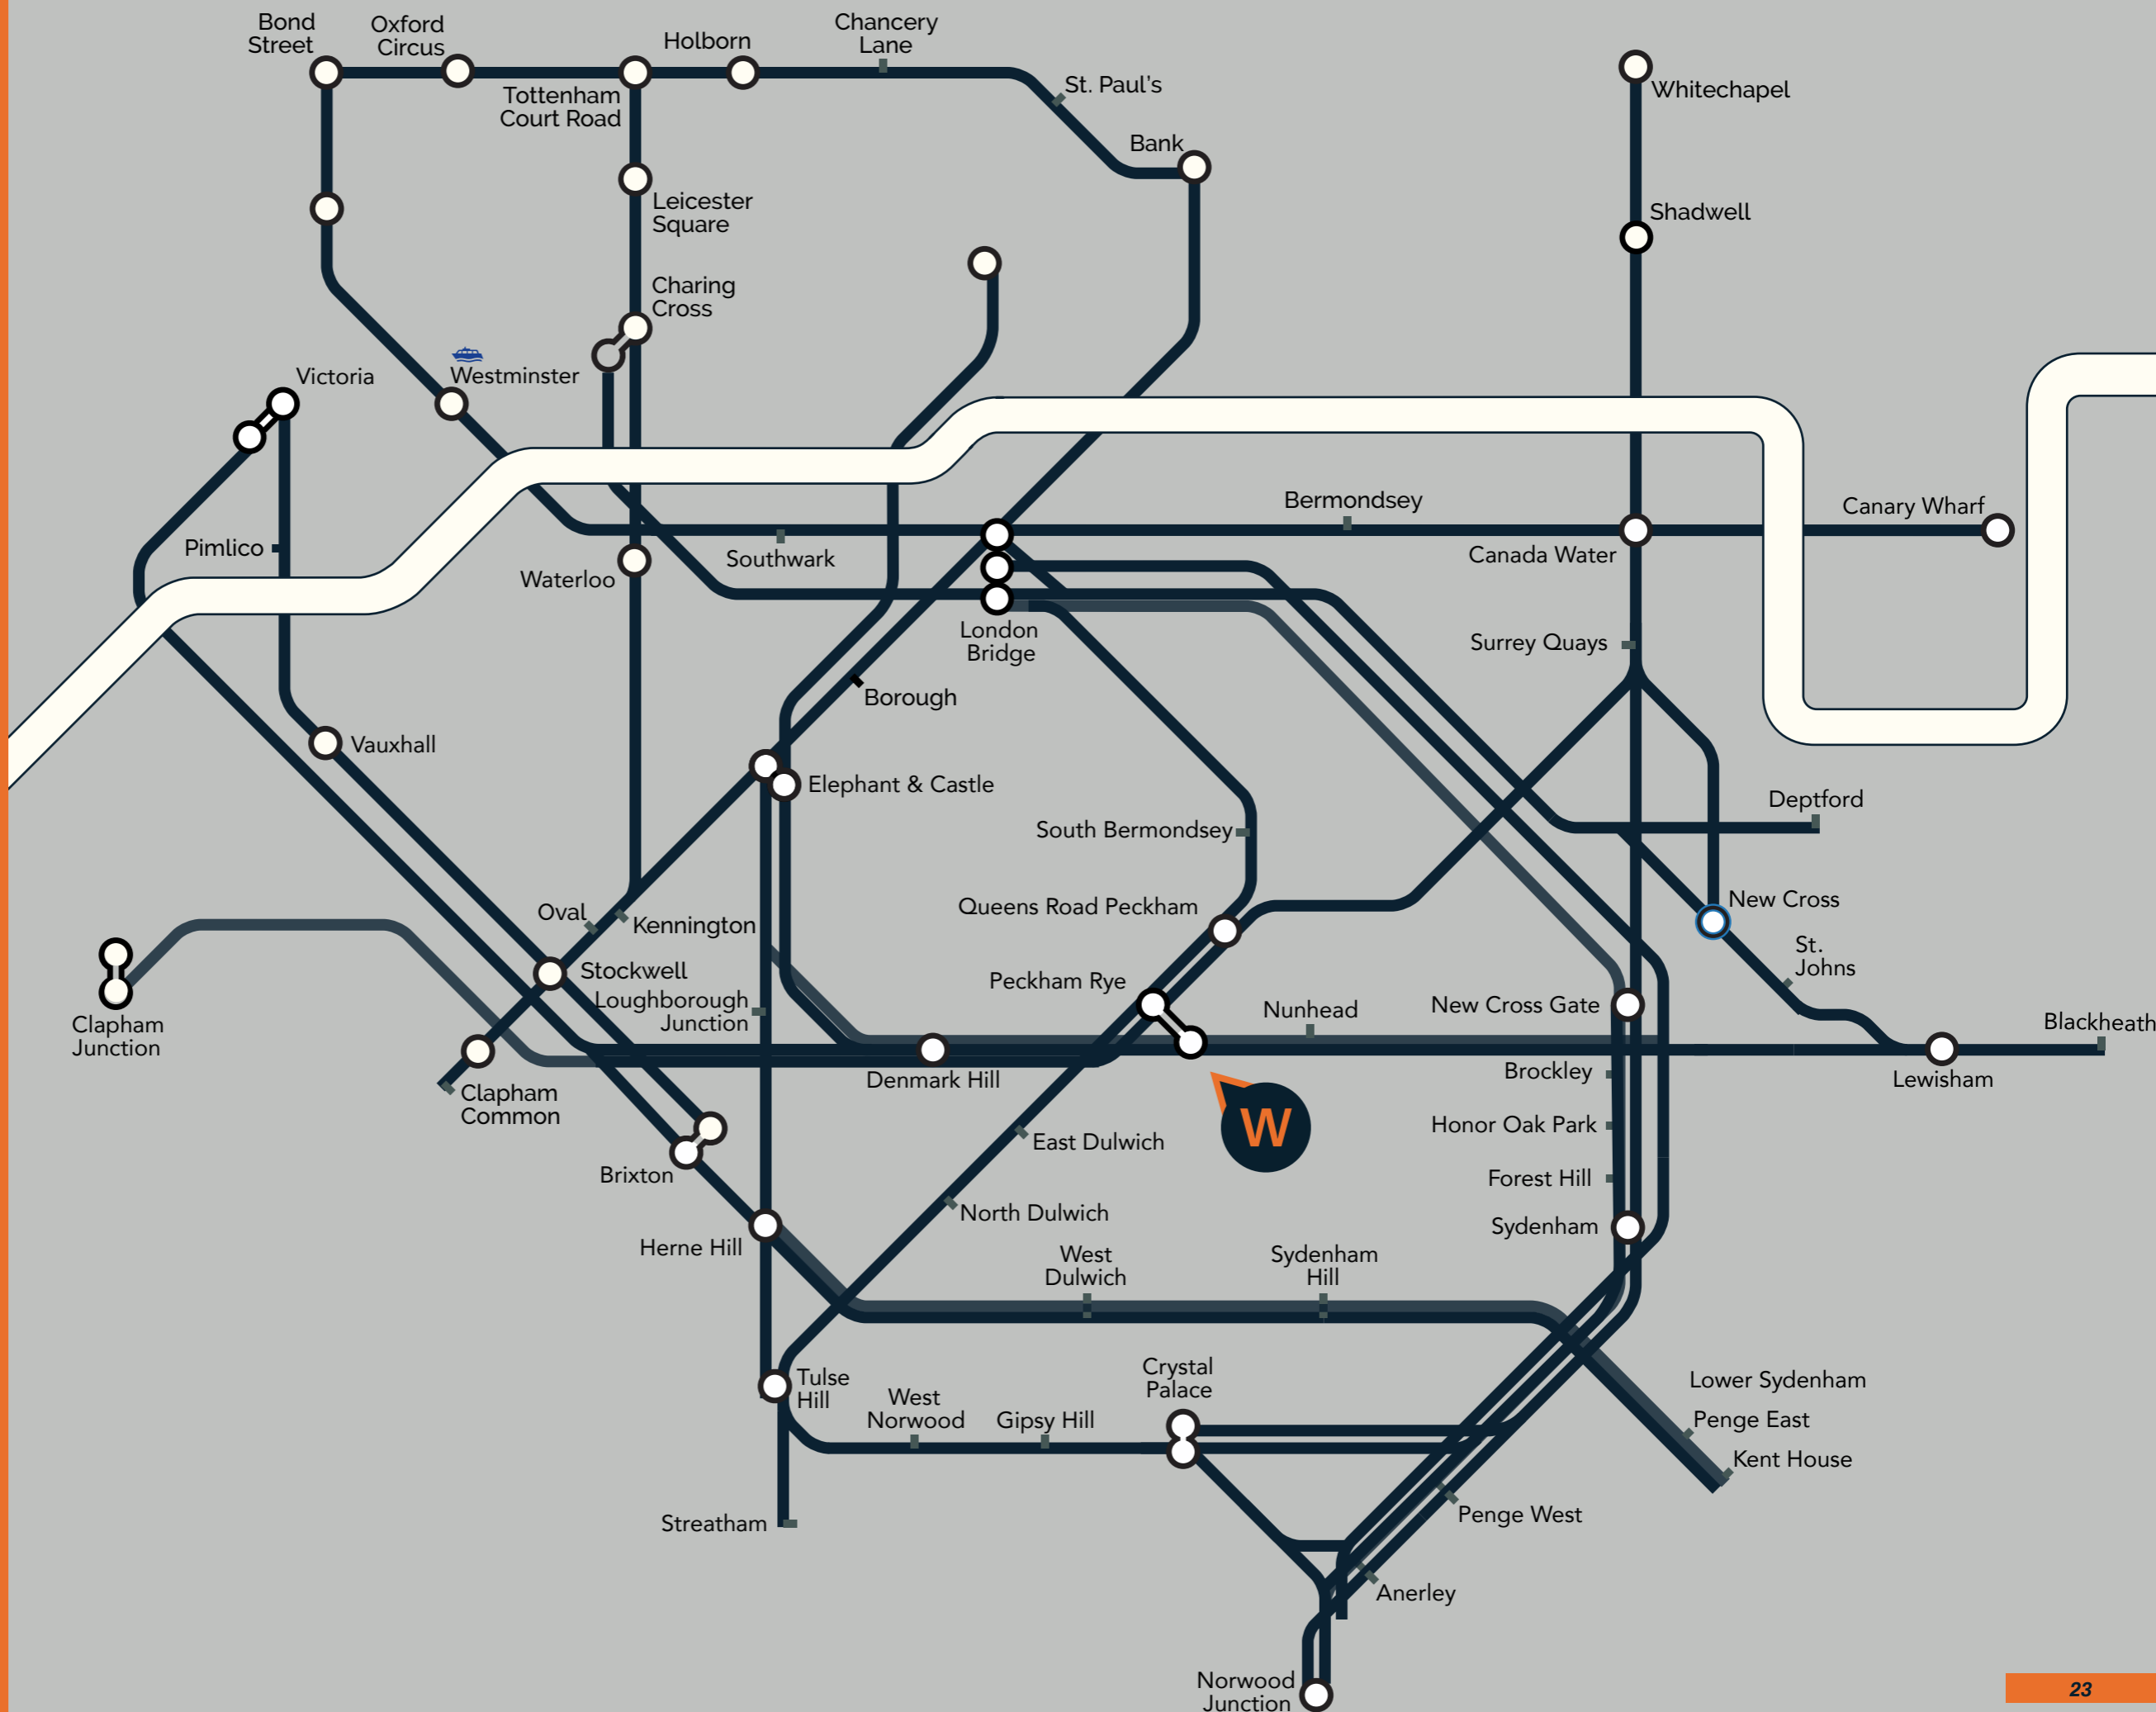 Bond
Street
Oxford
Circus
Holborn
Chancery
Lane
Tottenham
Court Road
St. Paul's
Bank
Whitechapel
Leicester
Square
Shadwell
Charing
Cross
Victoria
Westminster
Pimlico
Waterloo
Southwark
Bermondsey
Canada Water
Canary Wharf
London
Bridge
Surrey Quays
Borough
Vauxhall
Elephant & Castle
South Bermondsey
Deptford
Queens Road Peckham
New Cross
Oval
Kennington
St.
Johns
Stockwell
Loughborough
Junction
Peckham Rye
Nunhead
New Cross Gate
Clapham
Junction
Blackheath
Denmark Hill
Brockley
Lewisham
Clapham
Common
W
Honor Oak Park
East Dulwich
Brixton
Forest Hill
North Dulwich
Sydenham
Herne Hill
West
Dulwich
Sydenham
Hill
Tulse
Hill
Crystal
Palace
Lower Sydenham
West
Norwood
Gipsy Hill
Penge East
Kent House
Streatham
Penge West
Anerley
Norwood
Junction
23